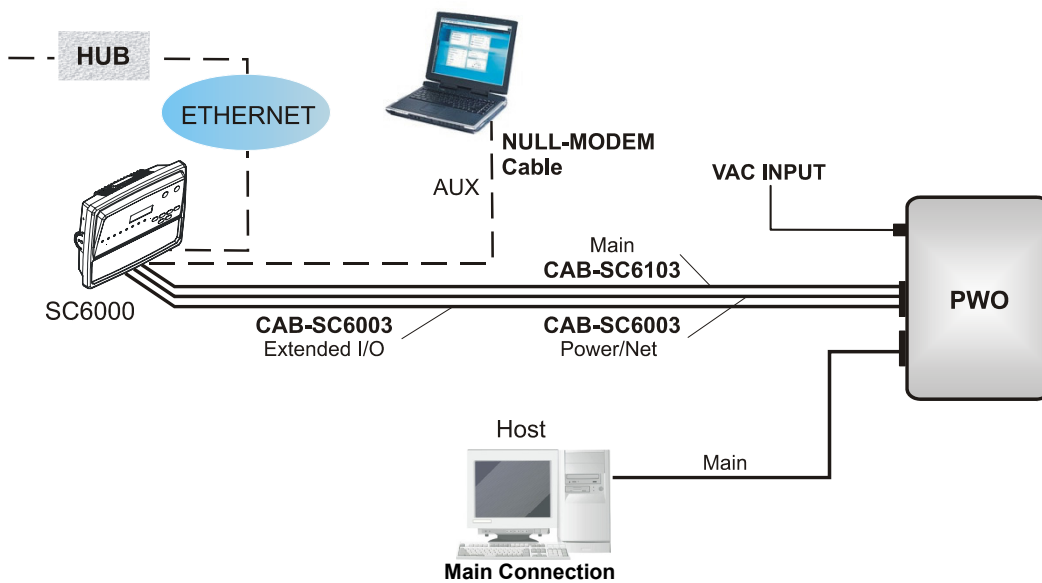 HUB
ETHERNET
NULL-MODEM
Cable
AUX
VAC INPUT
Main
CAB-SC6103
SC6000
CAB-SC6003
Extended I/O
CAB-SC6003
Power/Net
PWO
Host
Main
Main Connection